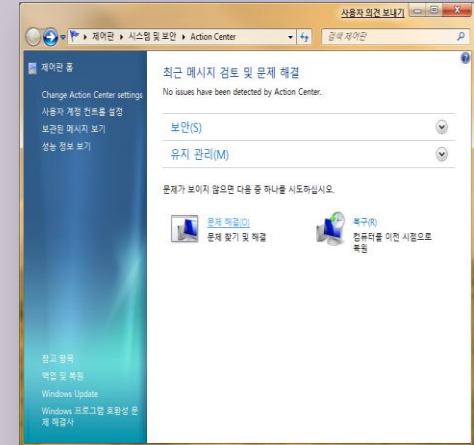 사용자 의견 보내기
제어판 ▸ 시스템 및 보안 ▸ Action Center
검색 제어판
제어판 홈
Change Action Center settings
사용자 계정 컨트롤 설정
보관된 메시지 보기
성능 정보 보기
최근 메시지 검토 및 문제 해결
No issues have been detected by Action Center.
보안(S)
유지 관리(M)
문제가 보이지 않으면 다음 중 하나를 시도하십시오.
문제 해결(O)
문제 찾기 및 해결
복구(R)
컴퓨터를 이전 시점으로
복원
참고 항목
백업 및 복원
Windows Update
Windows 프로그램 호환성 문
제 해결사